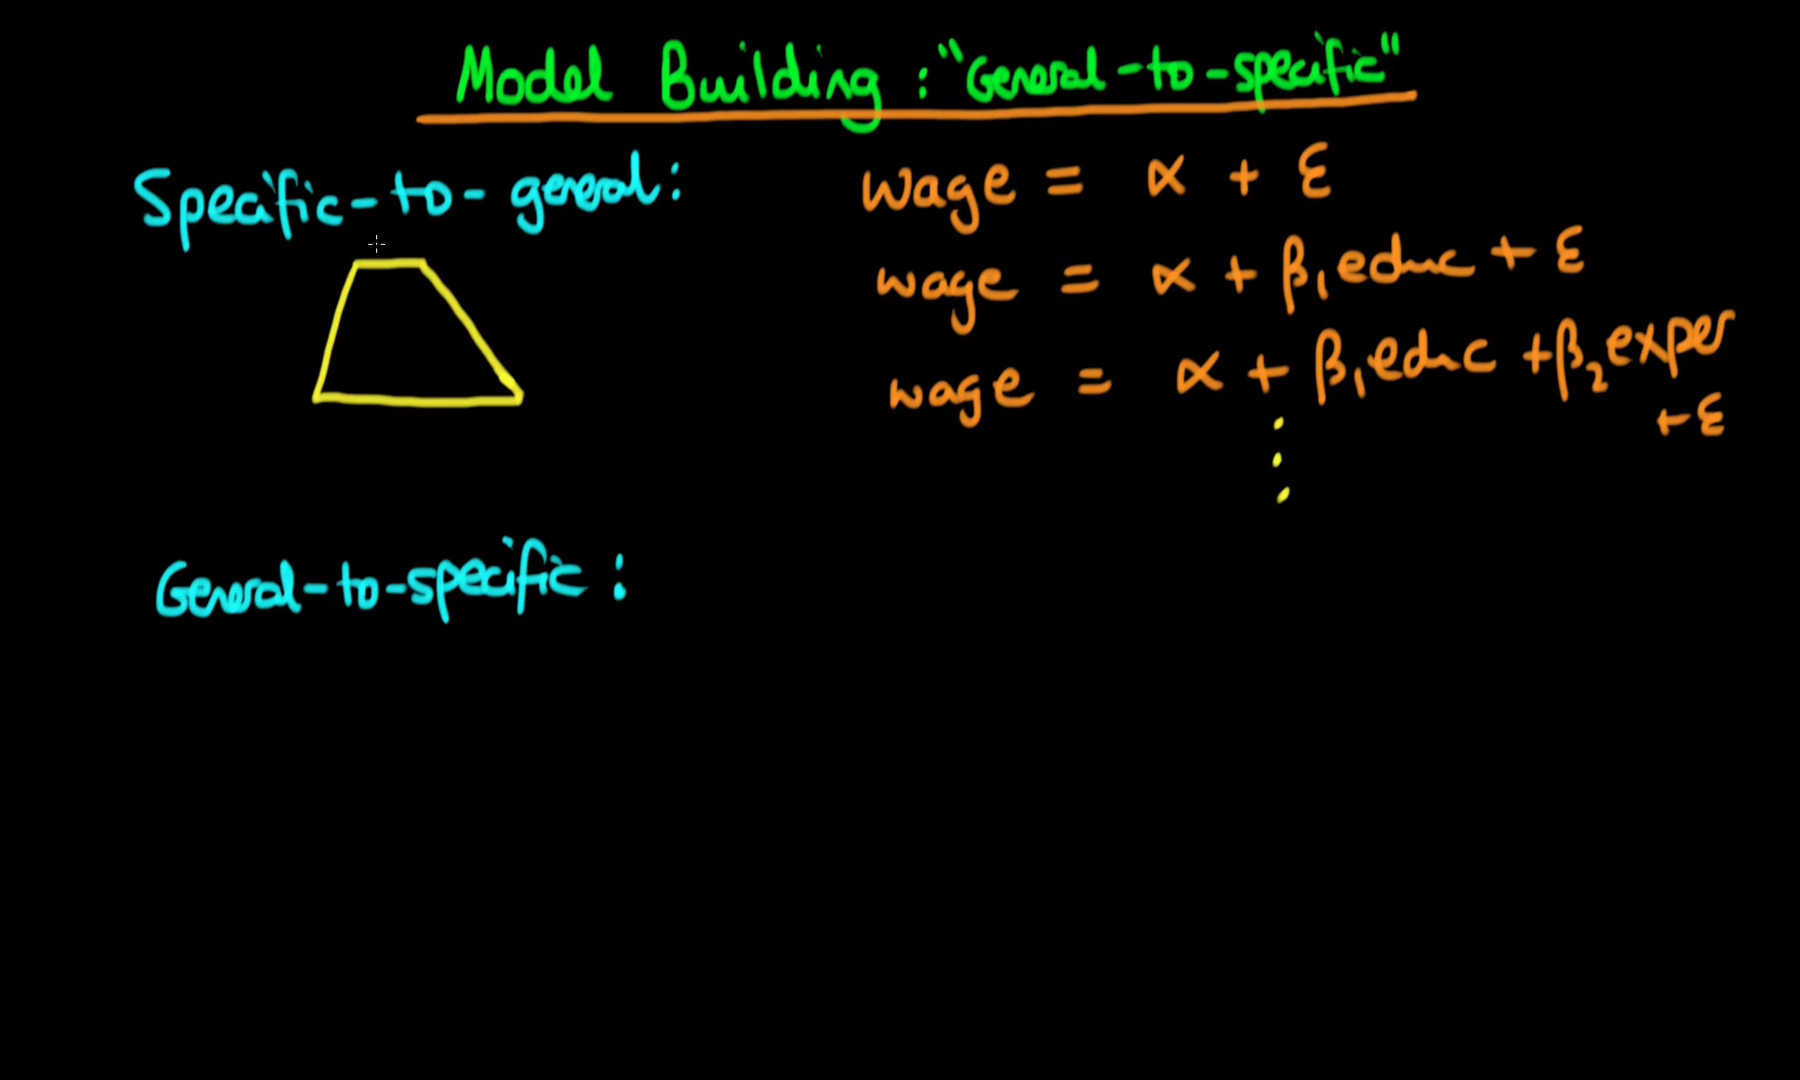 Model Building : "General-to-specific"
Specific-to-general:
wage = α + ε
wage = α + β₁educ + ε
wage = α + β₁educ + β₂exper
+ε
General-to-specific :